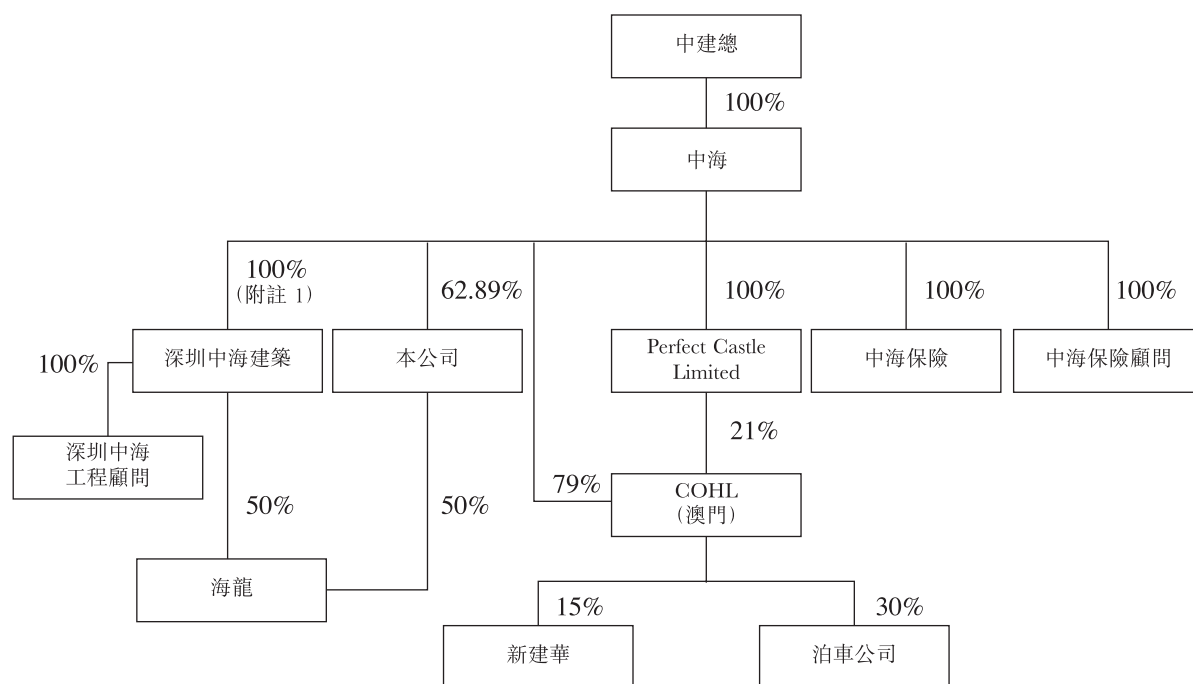 中建總
100%
中海
100%
(附註 1)
62.89%
100%
100%
100%
100%
深圳中海建築
本公司
Perfect Castle
Limited
中海保險
中海保險顧問
21%
深圳中海
工程顧問
50%
50%
79%
COHL
(澳門)
海龍
15%
30%
新建華
泊車公司